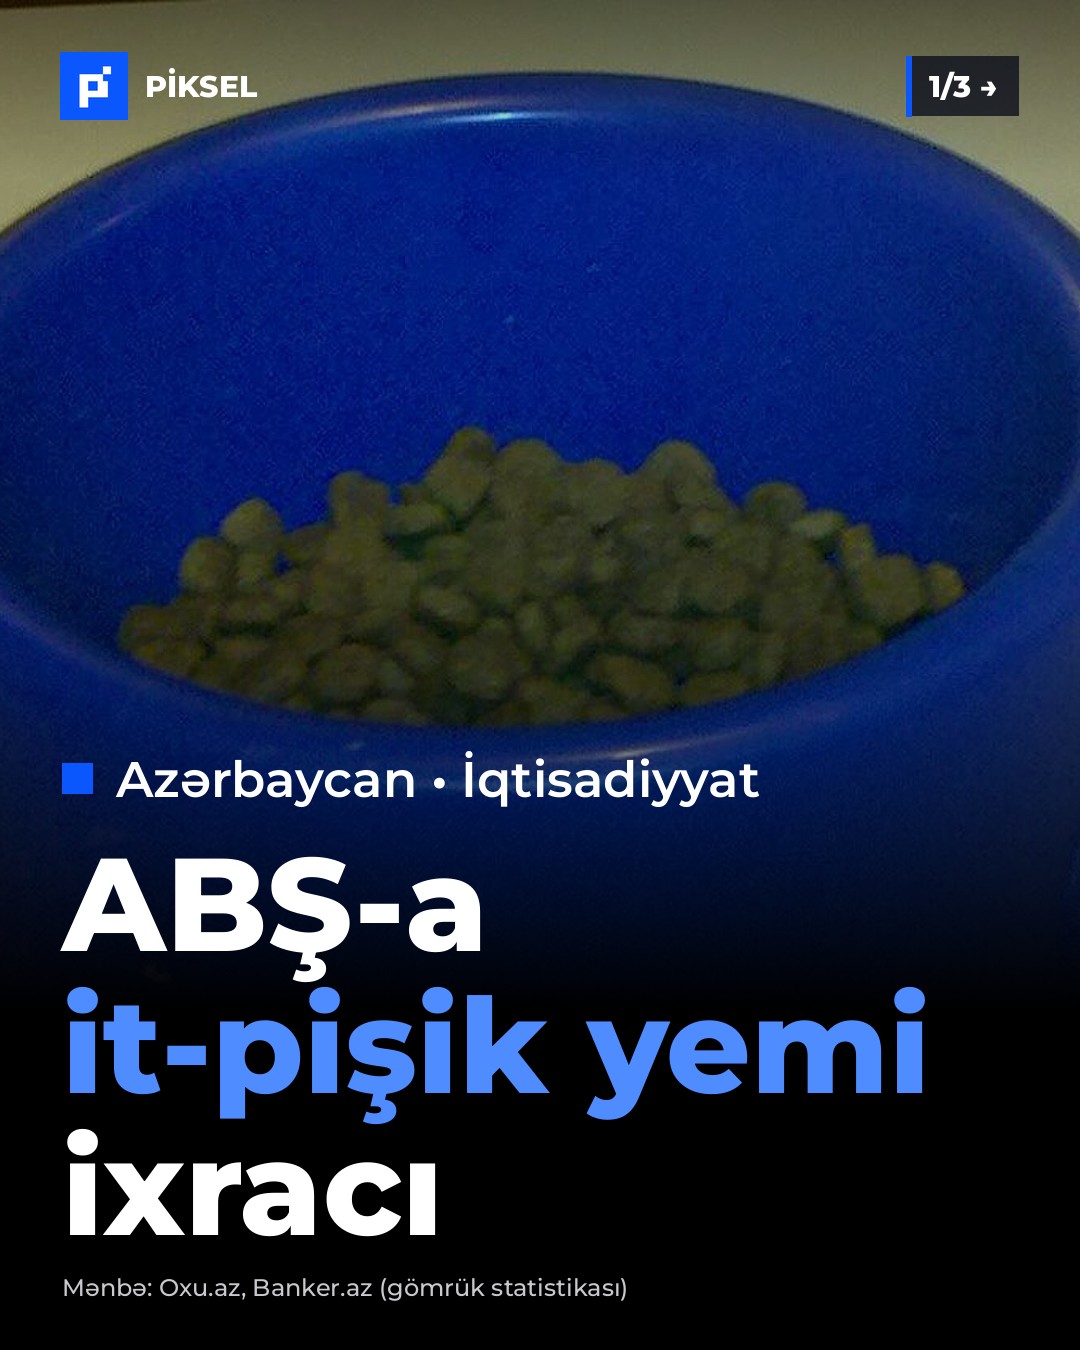 PİKSEL
1/3 →
Azərbaycan • İqtisadiyyat
ABŞ-a
it-pişik yemi
ixracı
Mənbə: Oxu.az, Banker.az (gömrük statistikası)